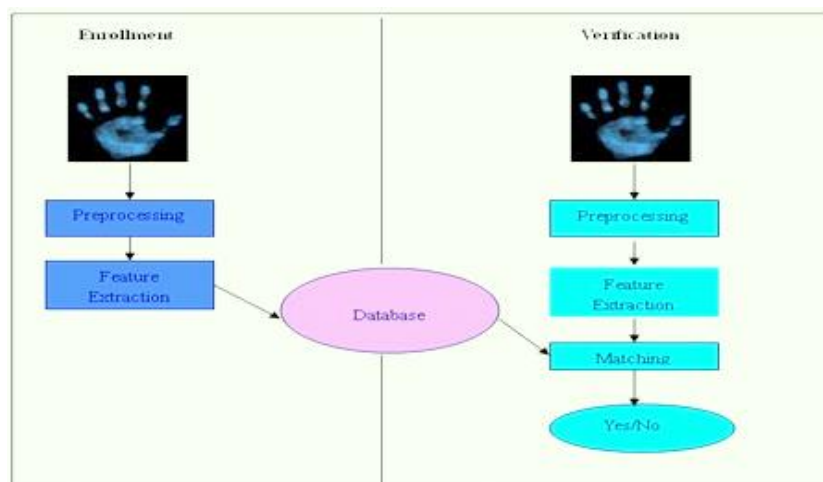 Enrollment
Verification
Preprocessing
Feature
Extraction
Database
Preprocessing
Feature
Extraction
Matching
Yes/No